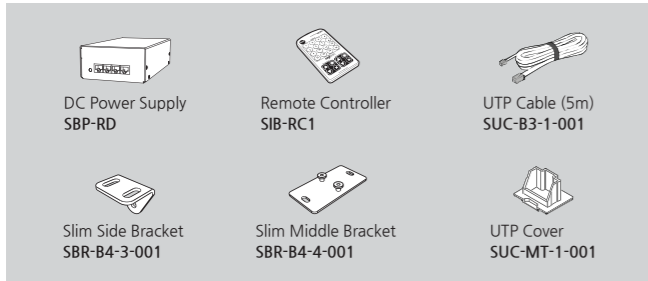 DC Power Supply
SBP-RD
Remote Controller
SIB-RC1
UTP Cable (5m)
SUC-B3-1-001
Slim Side Bracket
SBR-B4-3-001
Slim Middle Bracket
SBR-B4-4-001
UTP Cover
SUC-MT-1-001